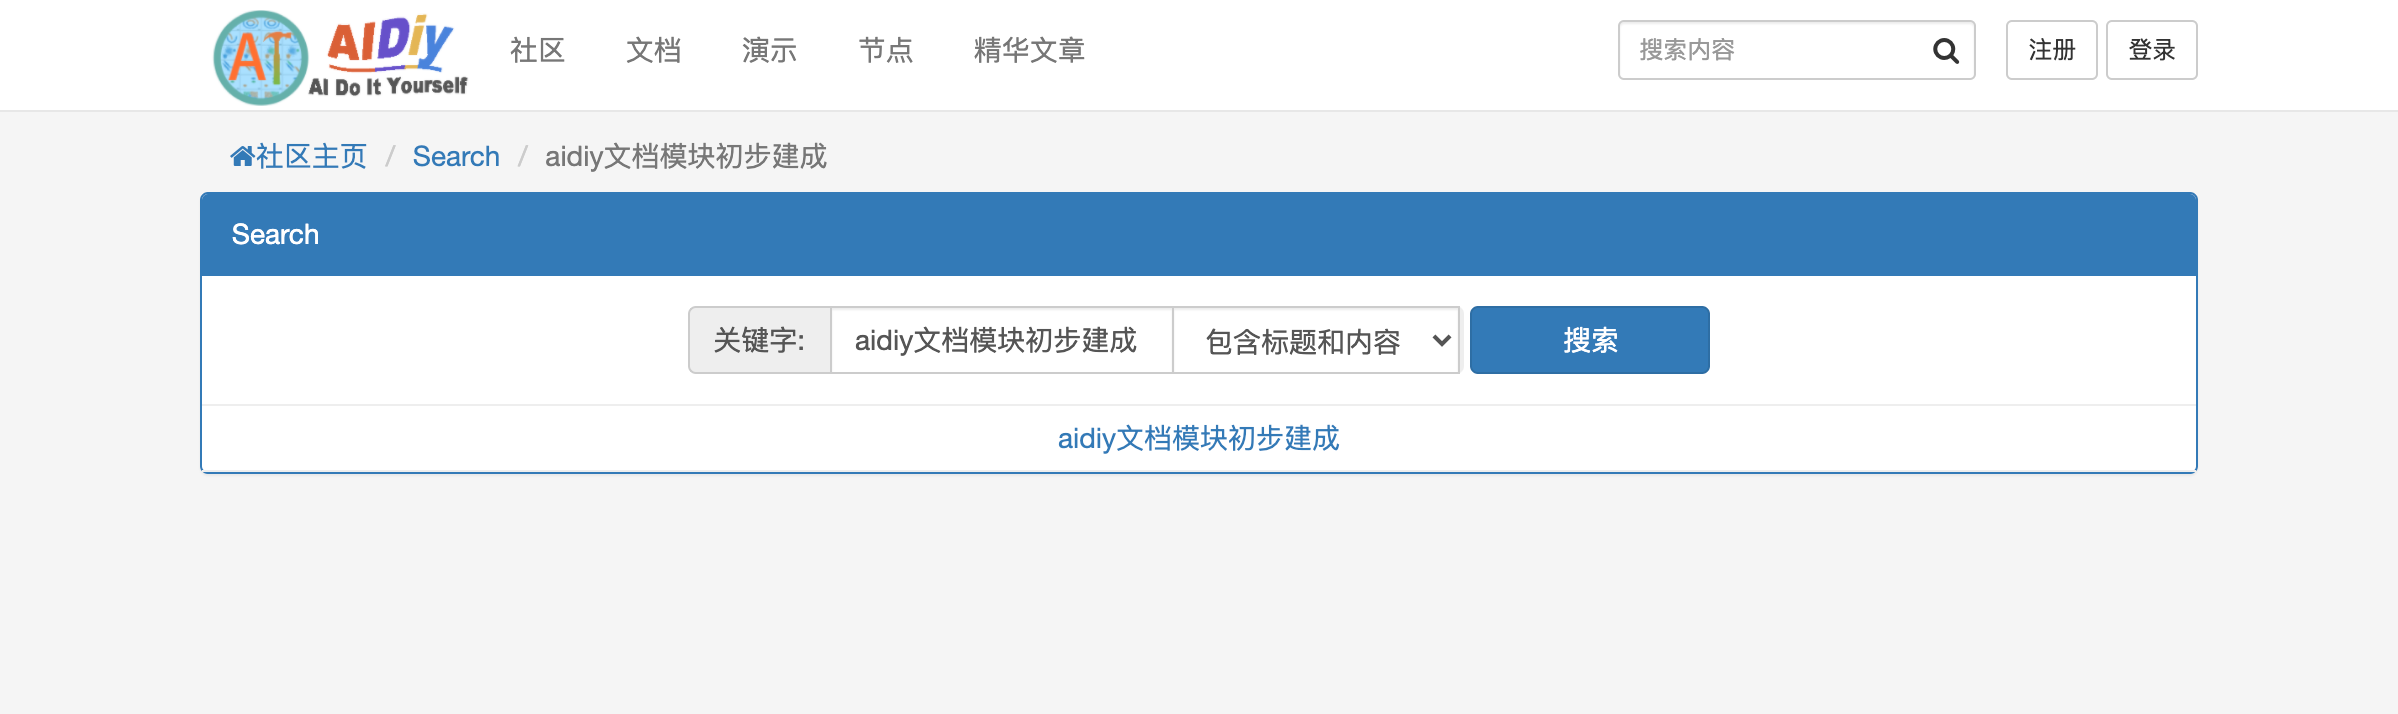 AT AIDiy
AI Do It Yourself
社区 文档 演示 节点 精华文章 搜索内容 注册 登录
社区主页 / Search / aidiy文档模块初步建成
Search
关键字: aidiy文档模块初步建成 包含标题和内容 搜索
aidiy文档模块初步建成